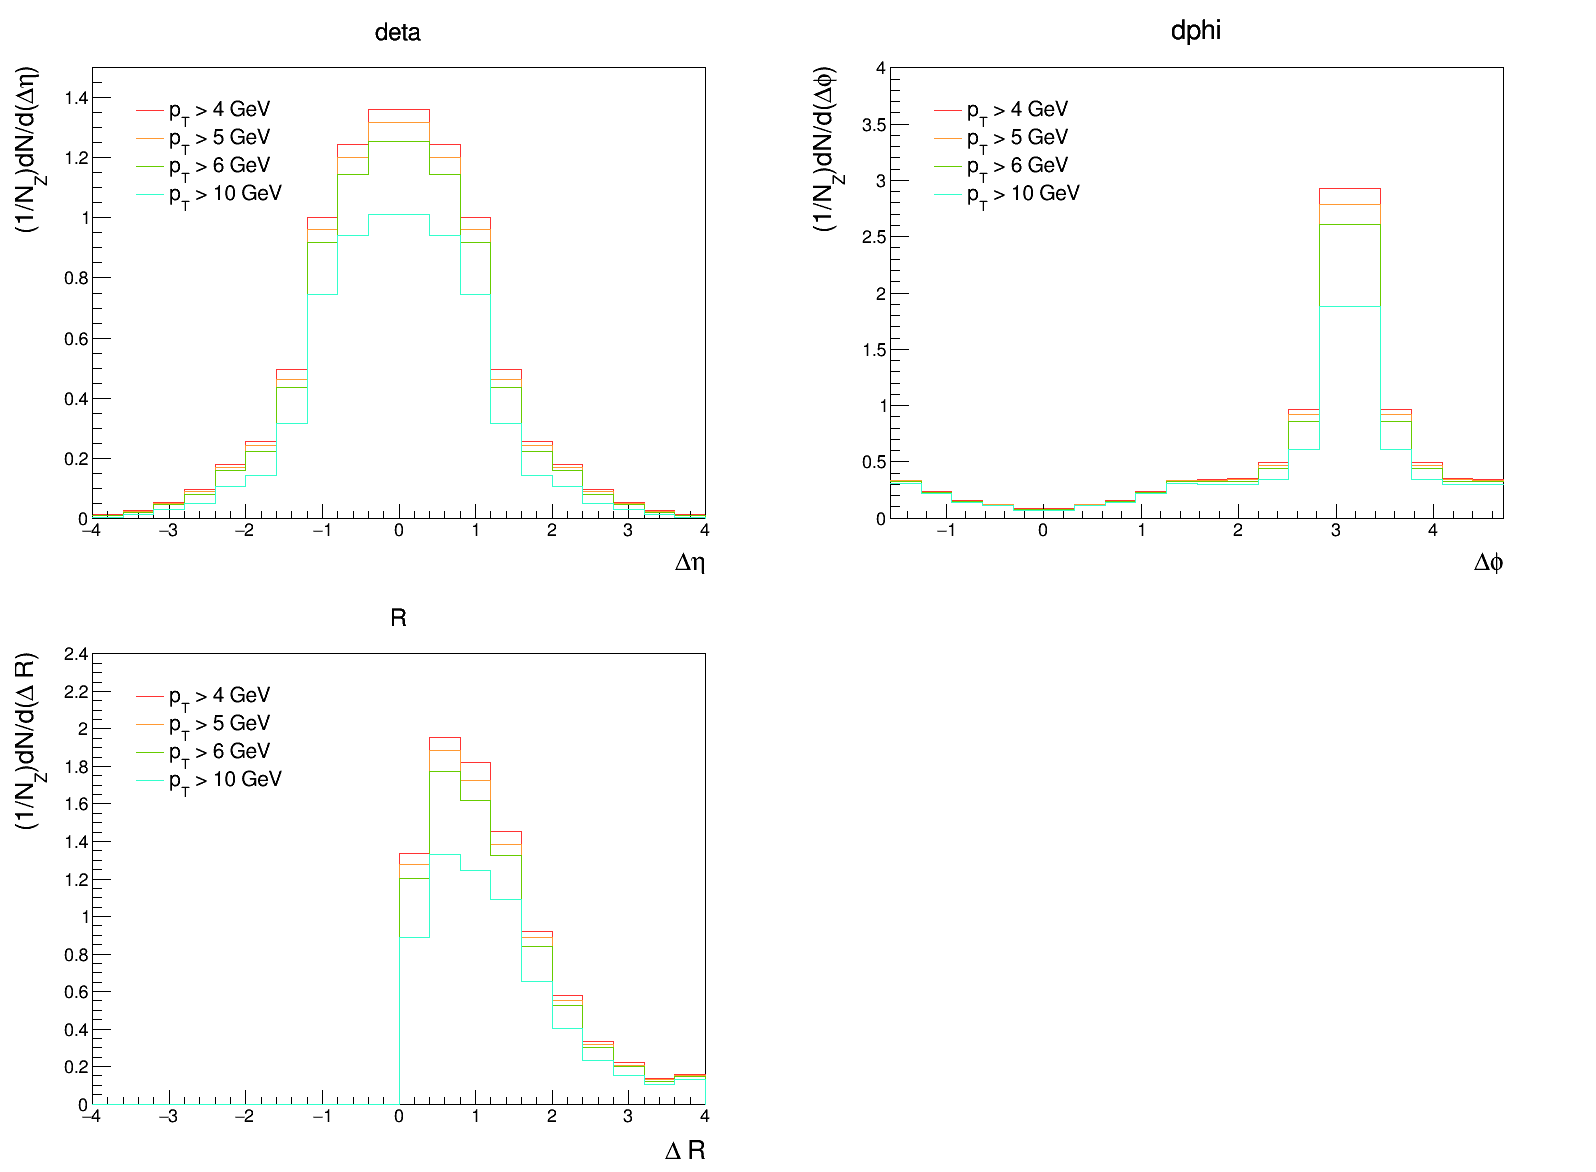 deta
(1/N_Z)dN/d(Δη)
p_T > 4 GeV
p_T > 5 GeV
p_T > 6 GeV
p_T > 10 GeV
1.4
1.2
1
0.8
0.6
0.4
0.2
0
−4 −3 −2 −1 0 1 2 3 4
Δη
dphi
(1/N_Z)dN/d(Δϕ)
p_T > 4 GeV
p_T > 5 GeV
p_T > 6 GeV
p_T > 10 GeV
4
3.5
3
2.5
2
1.5
1
0.5
0
−1 0 1 2 3 4
Δϕ
R
(1/N_Z)dN/d(Δ R)
p_T > 4 GeV
p_T > 5 GeV
p_T > 6 GeV
p_T > 10 GeV
2.4
2.2
2
1.8
1.6
1.4
1.2
1
0.8
0.6
0.4
0.2
0
−4 −3 −2 −1 0 1 2 3 4
Δ R